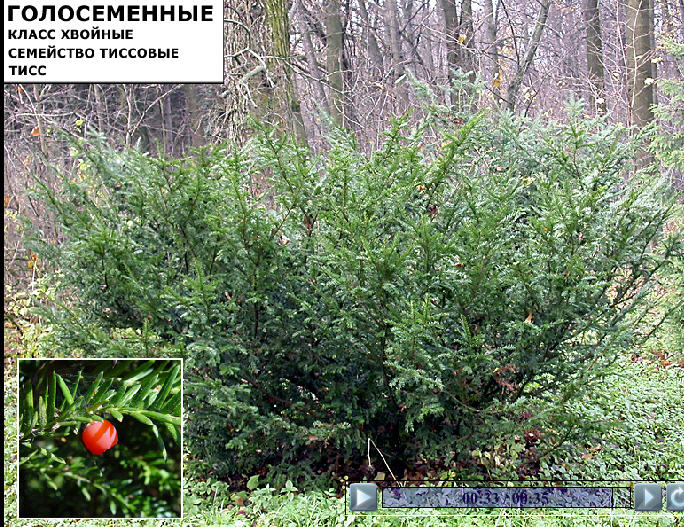 ГОЛОСЕМЕННЫЕ
КЛАСС ХВОЙНЫЕ
СЕМЕЙСТВО ТИССОВЫЕ
ТИСС
00:33 / 00:35